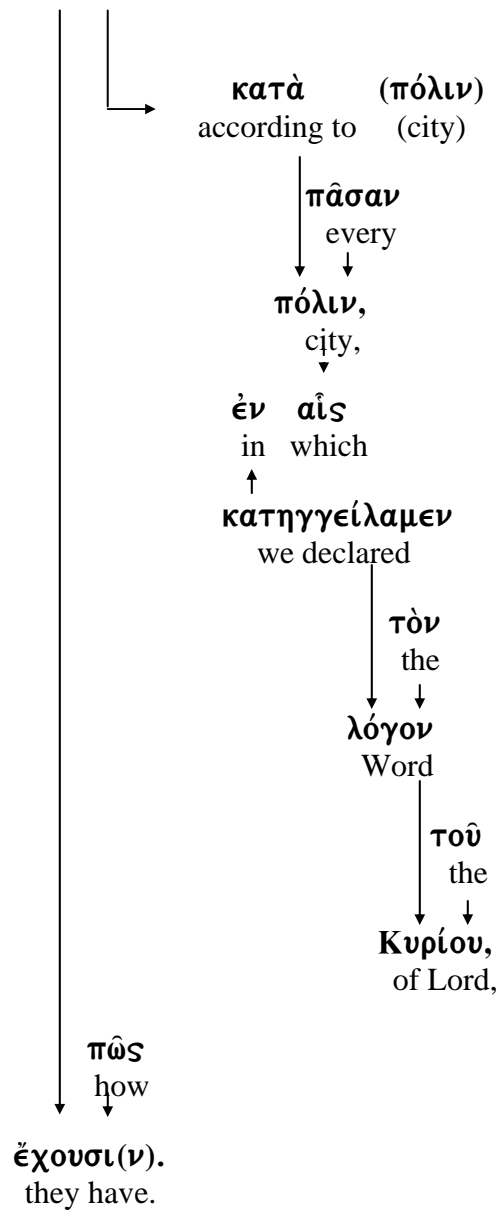 κατὰ (πόλιν)
according to (city)
πᾶσαν
every
πόλιν,
city,
ἐν αἷς
in which
κατηγγείλαμεν
we declared
τὸν
the
λόγον
Word
τοῦ
the
Κυρίου,
of Lord,
πῶς
how
ἔχουσι(ν).
they have.